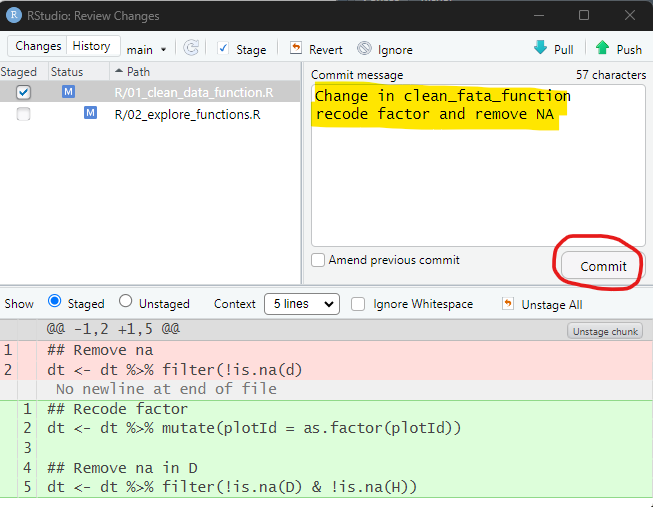 RStudio: Review Changes
Changes History main Stage Revert Ignore Pull Push
Staged Status Path
M R/01_clean_data_function.R
M R/02_explore_functions.R
Commit message 57 characters
Change in clean_fata_function
recode factor and remove NA
Amend previous commit Commit
Show Staged Unstaged Context 5 lines Ignore Whitespace Unstage All
@@ -1,2 +1,5 @@ Unstage chunk
1 ## Remove na
2 dt <- dt %>% filter(!is.na(d)
No newline at end of file
1 ## Recode factor
2 dt <- dt %>% mutate(plotId = as.factor(plotId))
3
4 ## Remove na in D
5 dt <- dt %>% filter(!is.na(D) & !is.na(H))